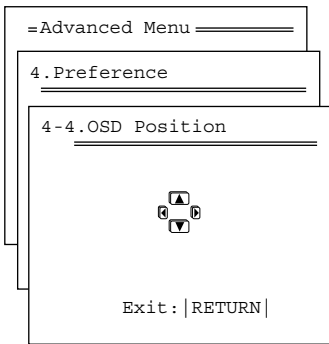 =Advanced Menu
4.Preference
4-4.OSD Position
Exit:|RETURN|